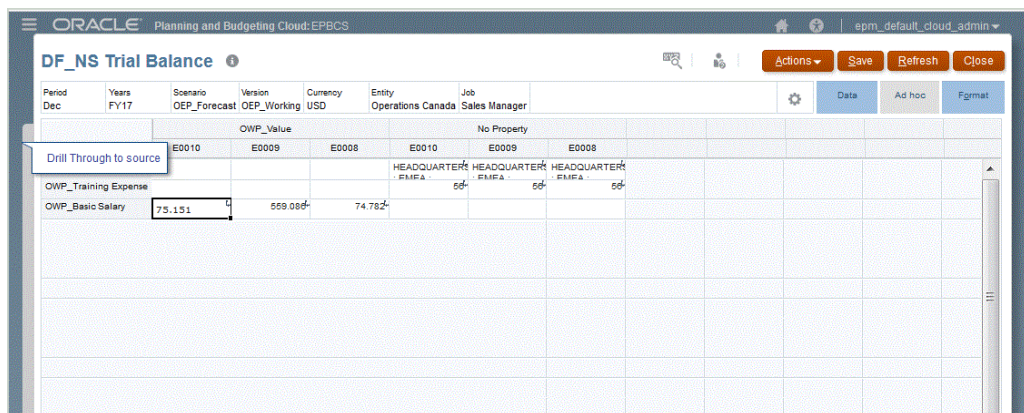 ORACLE Planning and Budgeting Cloud: EPBCS epm_default_cloud_admin
DF_NS Trial Balance
Actions Save Refresh Close
Period Years Scenario Version Currency Entity Job
Dec FY17 OEP_Forecast OEP_Working USD Operations Canada Sales Manager
Data Ad hoc Format
OWP_Value No Property
Drill Through to source
E0010 E0009 E0008 E0010 E0009 E0008
HEADQUARTERS HEADQUARTERS HEADQUARTERS
: EMEA : : EMEA : : EMEA :
OWP_Training Expense 56 56 56
OWP_Basic Salary 75.151 559.086 74.782